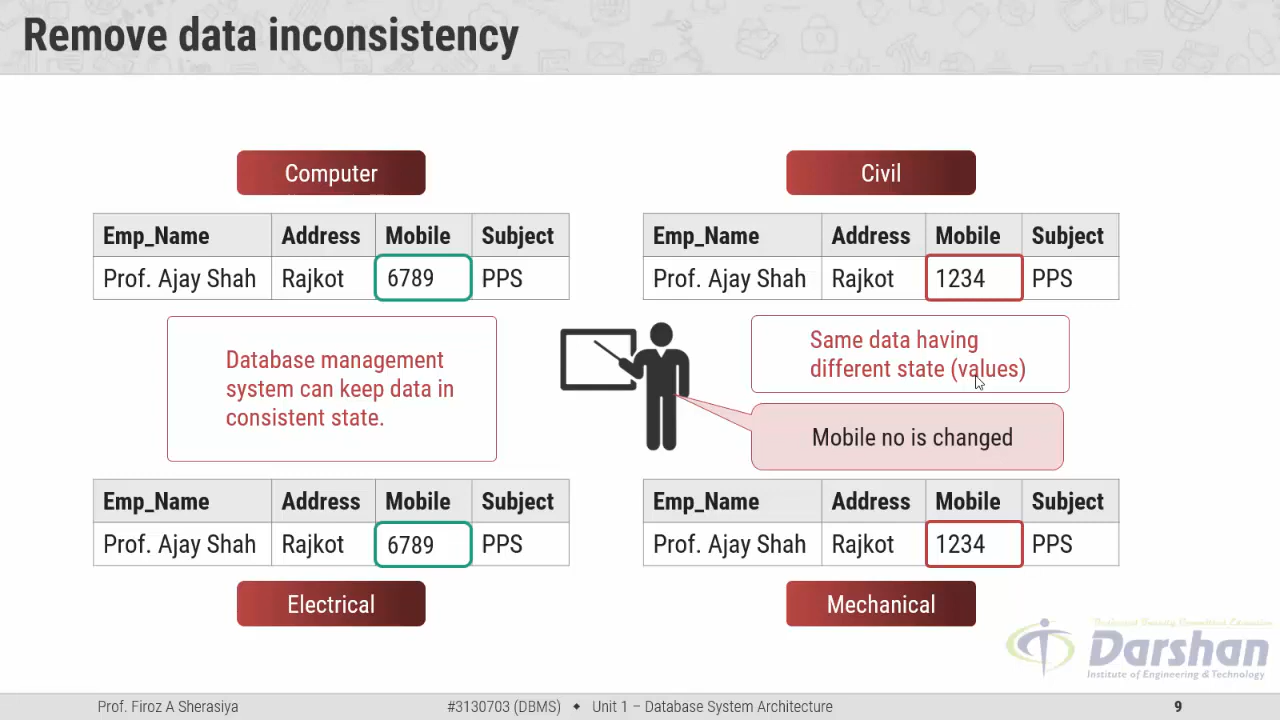 Remove data inconsistency
Computer
Civil
Emp_Name Address Mobile Subject
Prof. Ajay Shah Rajkot 6789 PPS
Emp_Name Address Mobile Subject
Prof. Ajay Shah Rajkot 1234 PPS
Database management
system can keep data in
consistent state.
Same data having
different state (values)
Mobile no is changed
Emp_Name Address Mobile Subject
Prof. Ajay Shah Rajkot 6789 PPS
Emp_Name Address Mobile Subject
Prof. Ajay Shah Rajkot 1234 PPS
Electrical
Mechanical
Darshan
Institute of Engineering & Technology
Prof. Firoz A Sherasiya
#3130703 (DBMS) ◆ Unit 1 – Database System Architecture
9